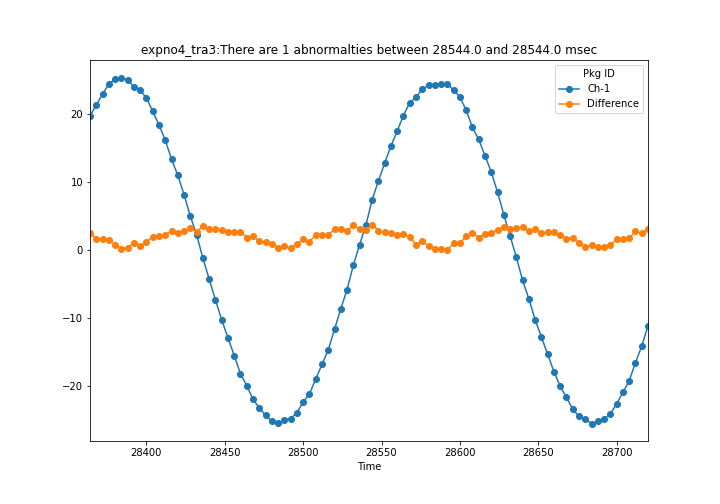 expno4_tra3:There are 1 abnormalties between 28544.0 and 28544.0 msec
Pkg ID
Ch-1
Difference
20
10
0
−10
−20
28400 28450 28500 28550 28600 28650 28700
Time